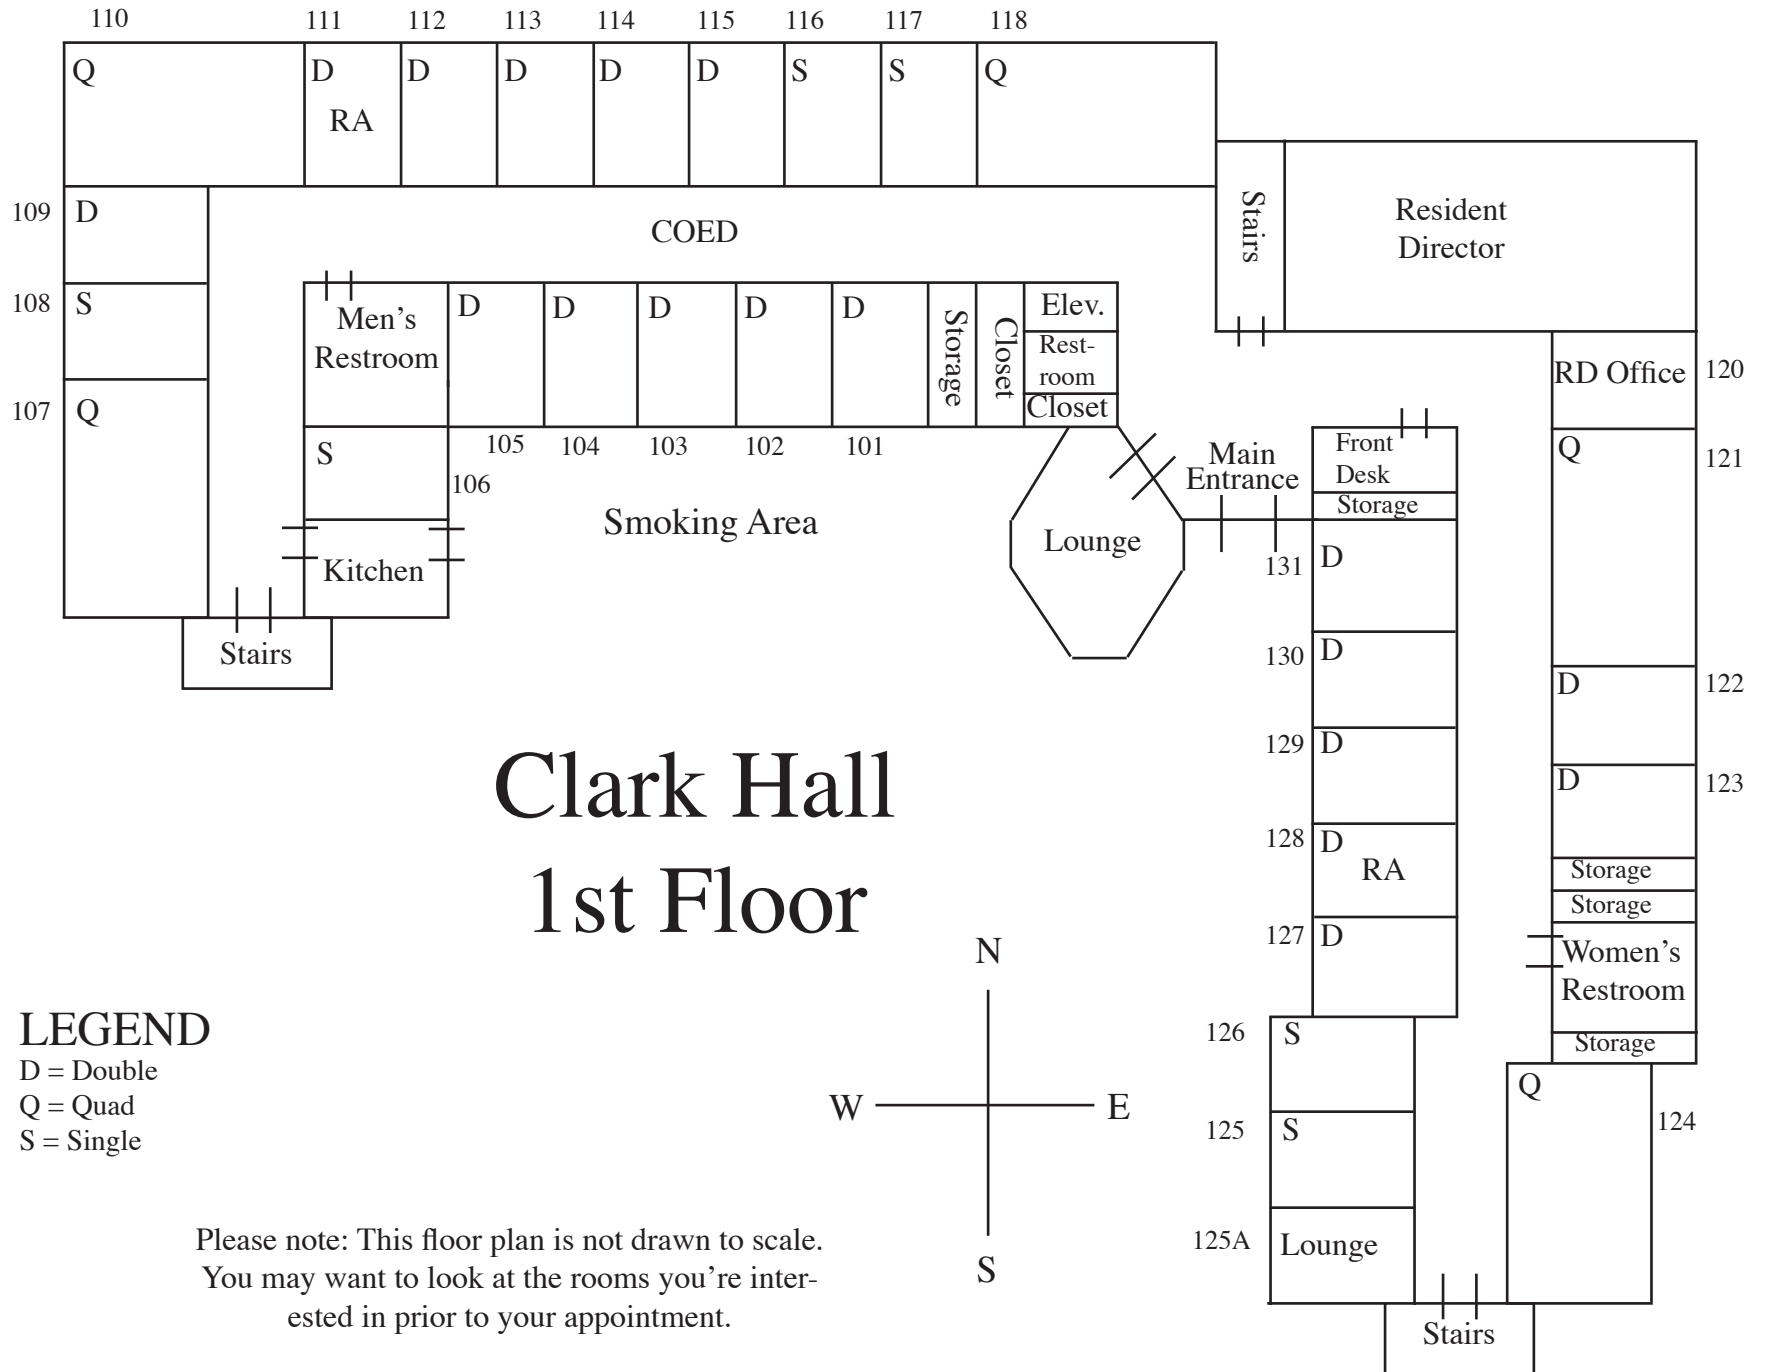 110
111
112
113
114
115
116
117
118
Q
D
D
D
D
D
S
S
Q
RA
109
D
COED
Stairs
Resident
Director
108
S
Men's
Restroom
D
D
D
D
D
Storage
Closet
Elev.
Rest-
room
Closet
RD Office
120
107
Q
105
104
103
102
101
S
106
Kitchen
Smoking Area
Lounge
Main
Entrance
Front
Desk
Storage
Q
121
131
D
Stairs
130
D
D
122
129
D
D
123
128
D
RA
Storage
Storage
127
D
Women's
Restroom
Storage
Clark Hall
1st Floor
N
W
E
S
126
S
Q
124
125
S
125A
Lounge
Stairs
LEGEND
D = Double
Q = Quad
S = Single
Please note: This floor plan is not drawn to scale.
You may want to look at the rooms you're inter-
ested in prior to your appointment.